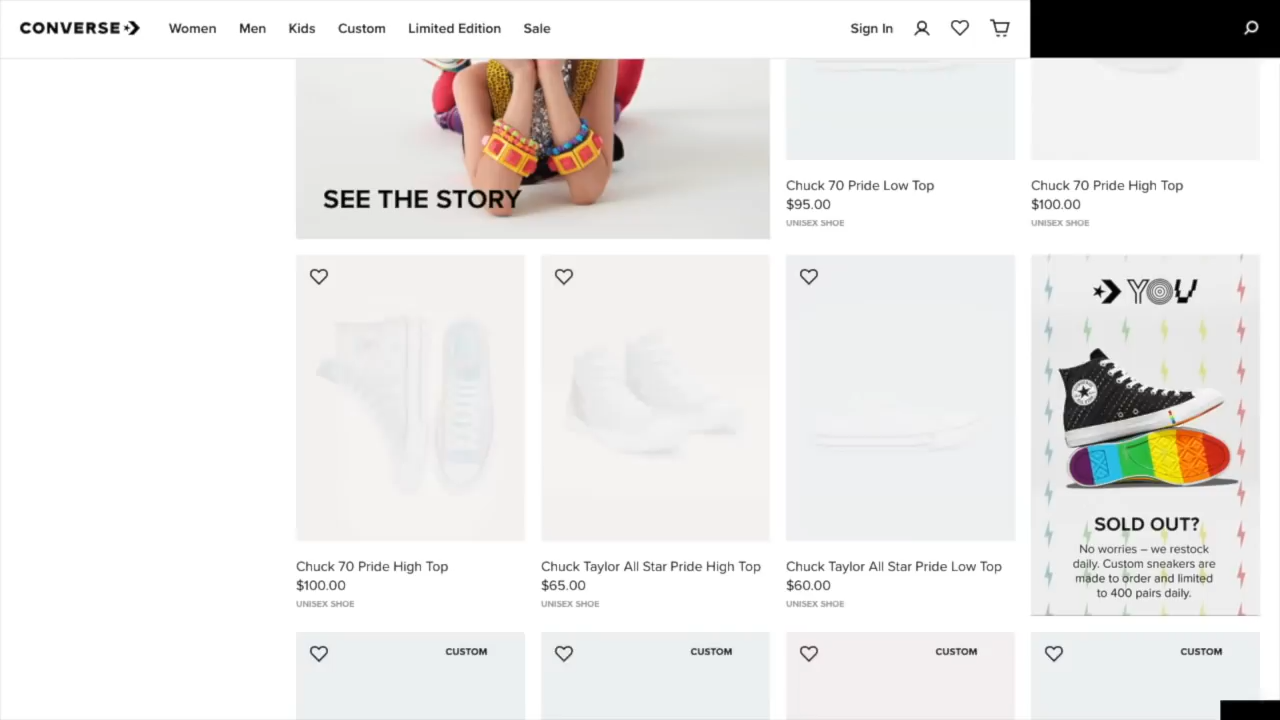 CONVERSE
Women
Men
Kids
Custom
Limited Edition
Sale
Sign In
SEE THE STORY
Chuck 70 Pride Low Top
$95.00
UNISEX SHOE
Chuck 70 Pride High Top
$100.00
UNISEX SHOE
YOU
SOLD OUT?
No worries – we restock
daily. Custom sneakers are
made to order and limited
to 400 pairs daily.
Chuck 70 Pride High Top
$100.00
UNISEX SHOE
Chuck Taylor All Star Pride High Top
$65.00
UNISEX SHOE
Chuck Taylor All Star Pride Low Top
$60.00
UNISEX SHOE
CUSTOM
CUSTOM
CUSTOM
CUSTOM